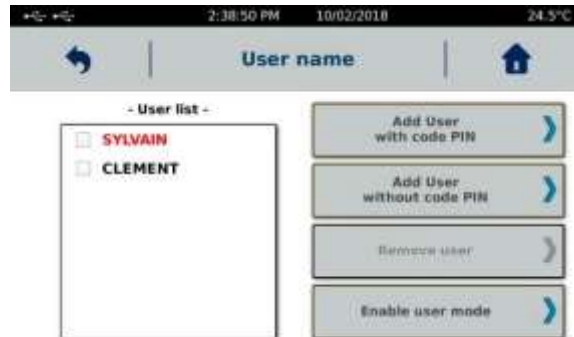 2:38:50 PM 10/02/2018 24.5°C
User name
- User list -
SYLVAIN
CLEMENT
Add User
with code PIN
Add User
without code PIN
Remove user
Enable user mode